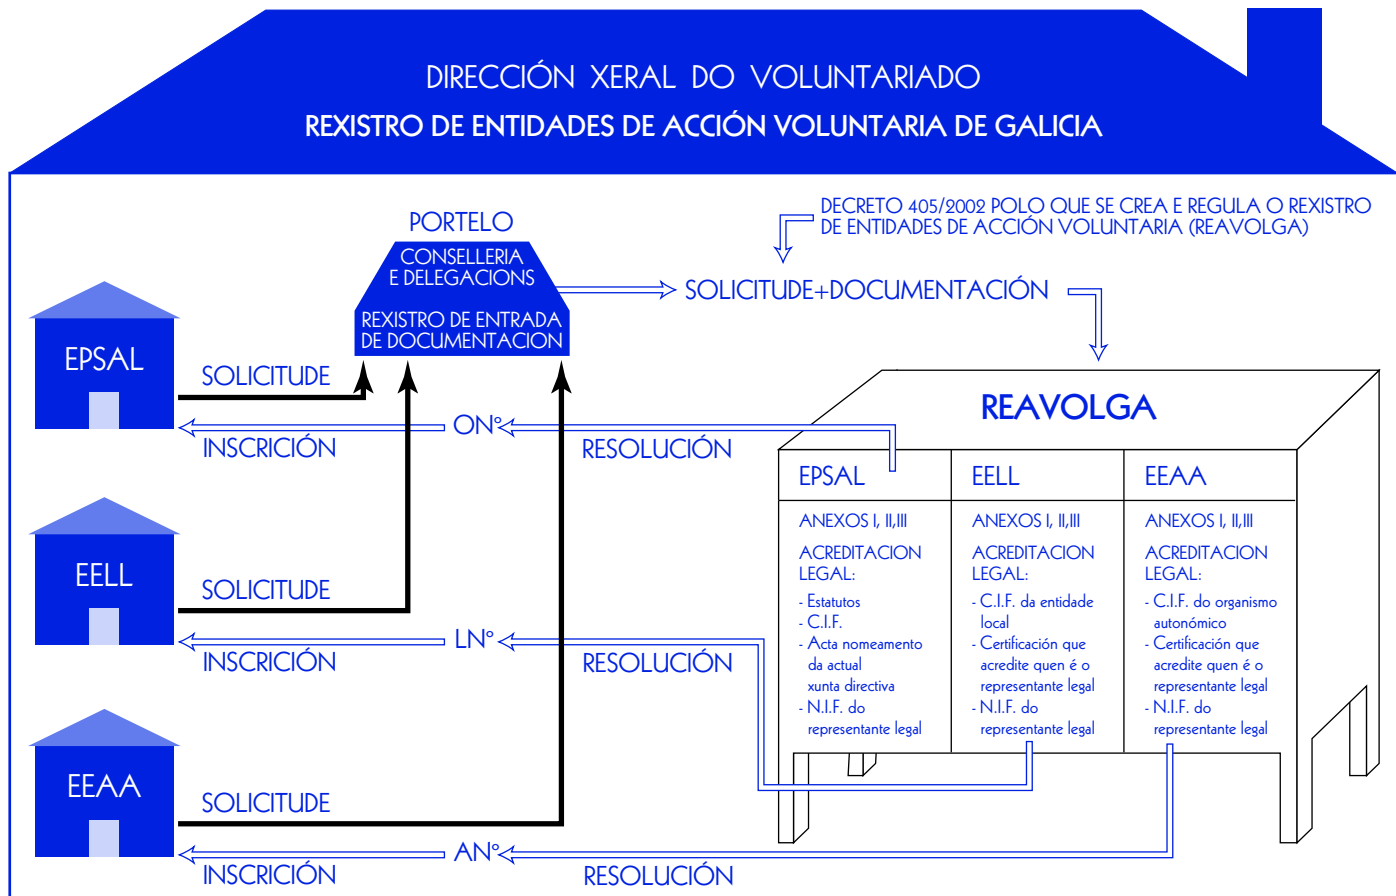 DIRECCIÓN XERAL DO VOLUNTARIADO
REXISTRO DE ENTIDADES DE ACCIÓN VOLUNTARIA DE GALICIA
DECRETO 405/2002 POLO QUE SE CREA E REGULA O REXISTRO
DE ENTIDADES DE ACCIÓN VOLUNTARIA (REAVOLGA)
PORTELO
CONSELLERIA
E DELEGACIONS
REXISTRO DE ENTRADA
DE DOCUMENTACION
SOLICITUDE+DOCUMENTACIÓN
EPSAL
SOLICITUDE
INSCRICIÓN
ON°
RESOLUCIÓN
EELL
SOLICITUDE
INSCRICIÓN
LN°
RESOLUCIÓN
EEAA
SOLICITUDE
INSCRICIÓN
AN°
RESOLUCIÓN
REAVOLGA
EPSAL
ANEXOS I, II,III
ACREDITACION
LEGAL:
- Estatutos
- C.I.F.
- Acta nomeamento
da actual
xunta directiva
- N.I.F. do
representante legal
EELL
ANEXOS I, II,III
ACREDITACION
LEGAL:
- C.I.F. da entidade
local
- Certificación que
acredite quen é o
representante legal
- N.I.F. do
representante legal
EEAA
ANEXOS I, II,III
ACREDITACION
LEGAL:
- C.I.F. do organismo
autonómico
- Certificación que
acredite quen é o
representante legal
- N.I.F. do
representante legal